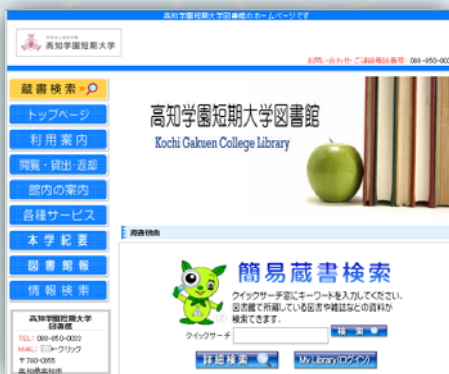 高知学園短期大学図書館のホームページです
高知学園短期大学
お問い合わせ・ご連絡電話番号: 088-850-00
蔵書検索
トップページ
利用案内
閲覧・貸出・返却
館内の案内
各種サービス
本学紀要
図書館報
情報検索
高知学園短期大学図書館
Kochi Gakuen College Library
蔵書検索
簡易蔵書検索
クイックサーチ窓にキーワードを入力してください。
図書館で所蔵している図書や雑誌などの資料が
検索できます。
クイックサーチ
検索
詳細検索
My Library(ログイン)
高知学園短期大学
図書館
MAIL: ←クリック
〒780-0955
高知県高知市